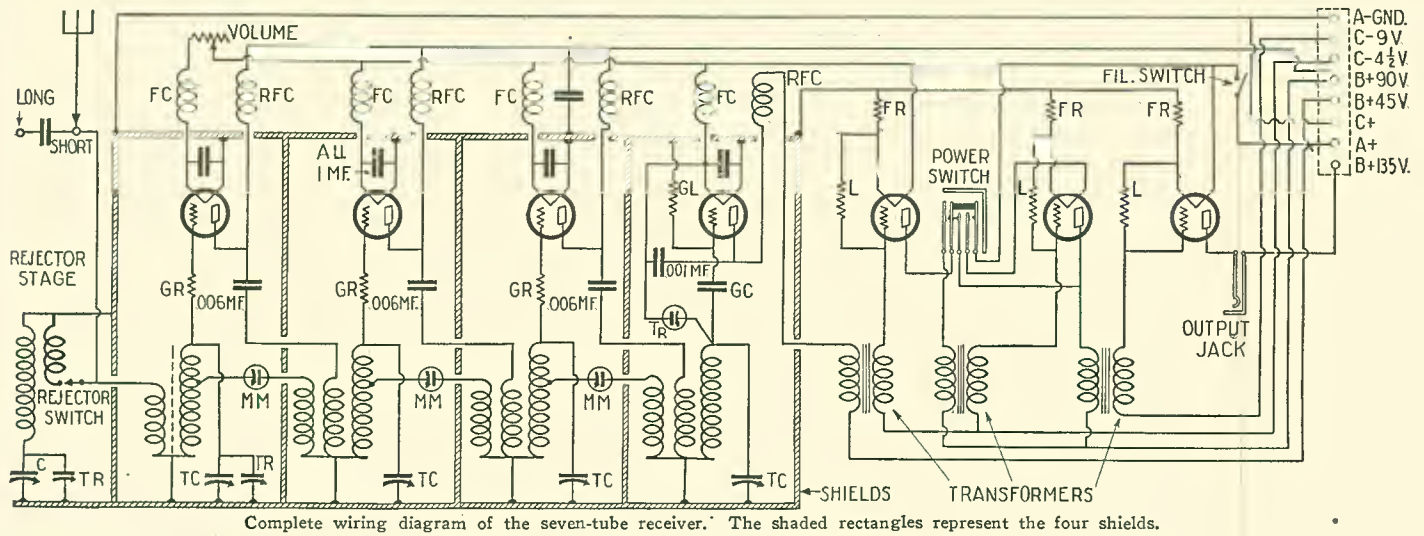 VOLUME
FC
RFC
FC
RFC
FC
RFC
FC
RFC
FR
FR
FR
FIL. SWITCH
A-GND.
C-9V.
C-4½V.
B+90V.
B+45V.
C+
A+
B+135V.
LONG
SHORT
ALL
1 MF.
GL
L
POWER
SWITCH
L
L
REJECTOR
STAGE
GR
.006MF.
GR
.006MF.
GR
.006MF.
.001MF.
GC
TR
OUTPUT
JACK
REJECTOR
SWITCH
MM
MM
MM
C
TR
TC
TR
TC
TC
TC
SHIELDS
TRANSFORMERS
Complete wiring diagram of the seven-tube receiver. The shaded rectangles represent the four shields.